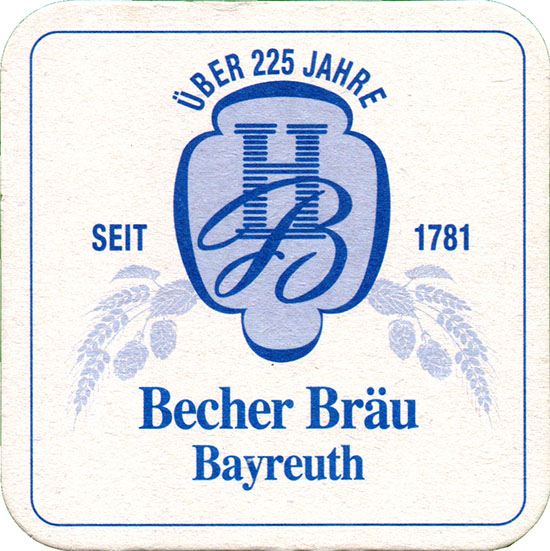 ÜBER 225 JAHRE
HB
SEIT 1781
Becher Bräu
Bayreuth